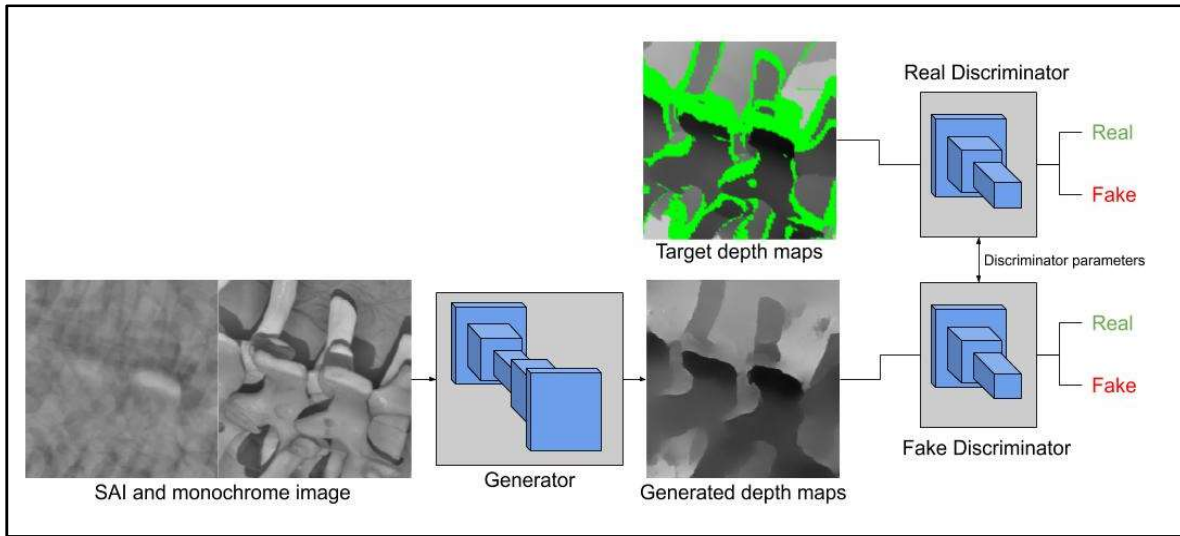 Real Discriminator
Real
Fake
Target depth maps
Discriminator parameters
Real
Fake
SAI and monochrome image
Generator
Generated depth maps
Fake Discriminator